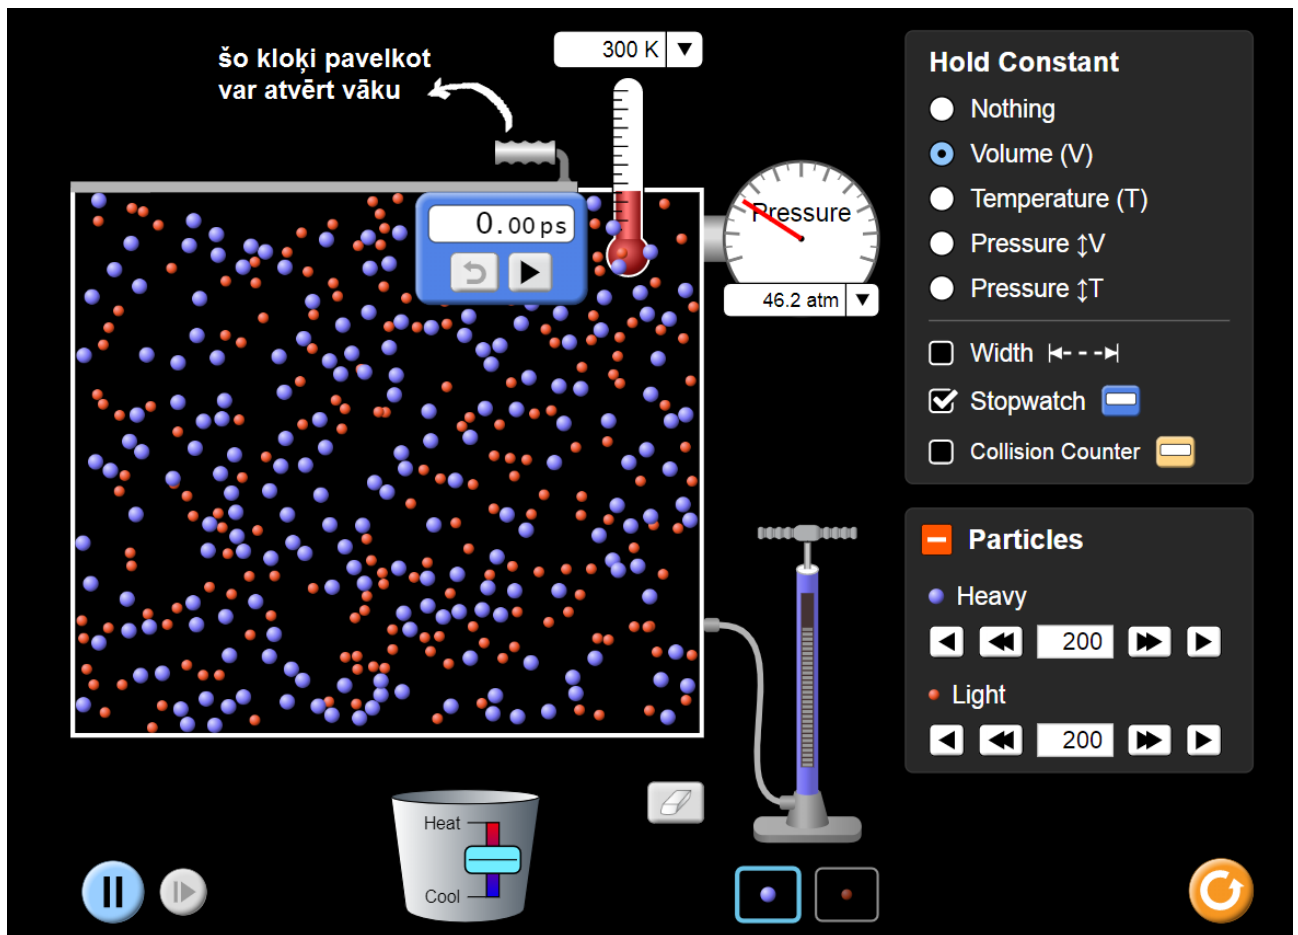 šo kloķi pavelkot
var atvērt vāku
300 K
0.00 ps
Pressure
46.2 atm
Hold Constant
Nothing
Volume (V)
Temperature (T)
Pressure ↕V
Pressure ↕T
Width
Stopwatch
Collision Counter
Particles
Heavy
200
Light
200
Heat
Cool